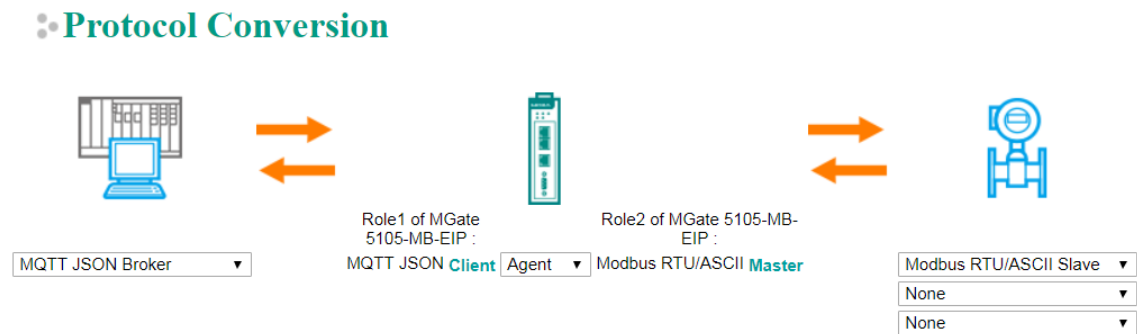 Protocol Conversion
Role1 of MGate
5105-MB-EIP :
Role2 of MGate 5105-MB-
EIP :
MQTT JSON Broker
MQTT JSON Client Agent Modbus RTU/ASCII Master
Modbus RTU/ASCII Slave
None
None